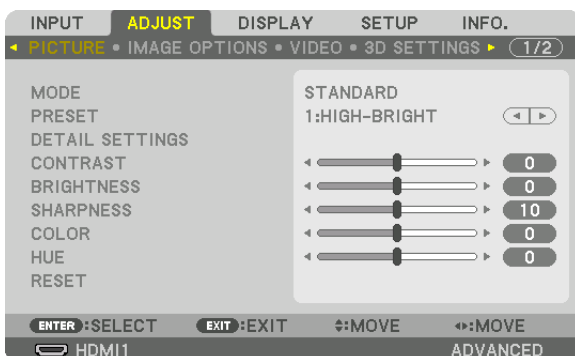 INPUT ADJUST DISPLAY SETUP INFO.
PICTURE • IMAGE OPTIONS • VIDEO • 3D SETTINGS 1/2
MODE STANDARD
PRESET 1:HIGH-BRIGHT
DETAIL SETTINGS
CONTRAST 0
BRIGHTNESS 0
SHARPNESS 10
COLOR 0
HUE 0
RESET
ENTER :SELECT EXIT :EXIT :MOVE :MOVE
HDMI1 ADVANCED